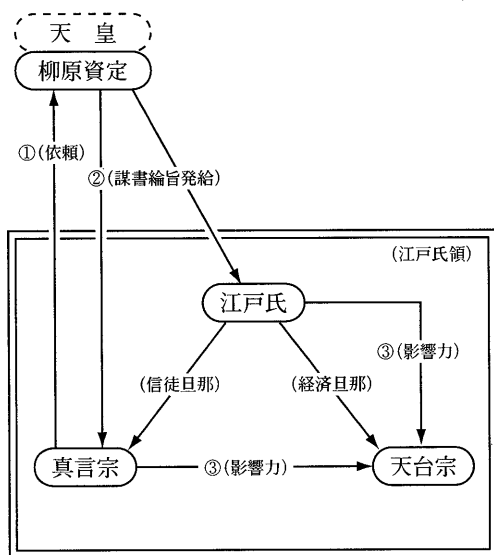 天 皇
柳原資定
①(依頼)
②(謀書綸旨発給)
(江戸氏領)
江戸氏
③(影響力)
(信徒旦那)
(経済旦那)
真言宗
③(影響力)
天台宗